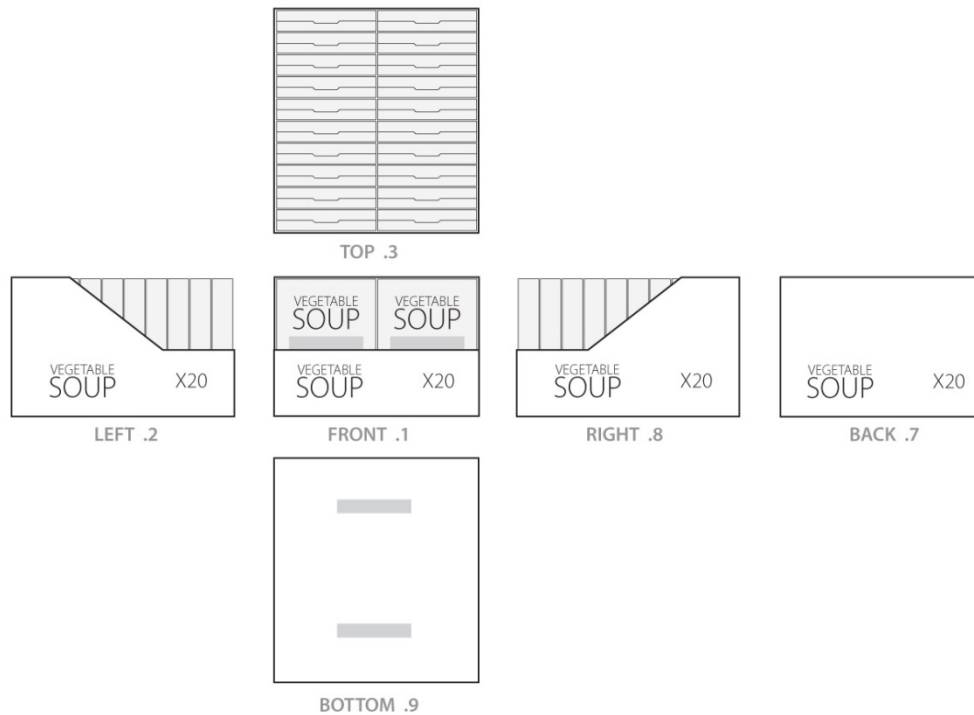 TOP .3
VEGETABLE
SOUP
VEGETABLE
SOUP
VEGETABLE
SOUP X20
VEGETABLE
SOUP X20
VEGETABLE
SOUP X20
VEGETABLE
SOUP X20
LEFT .2
FRONT .1
RIGHT .8
BACK .7
BOTTOM .9